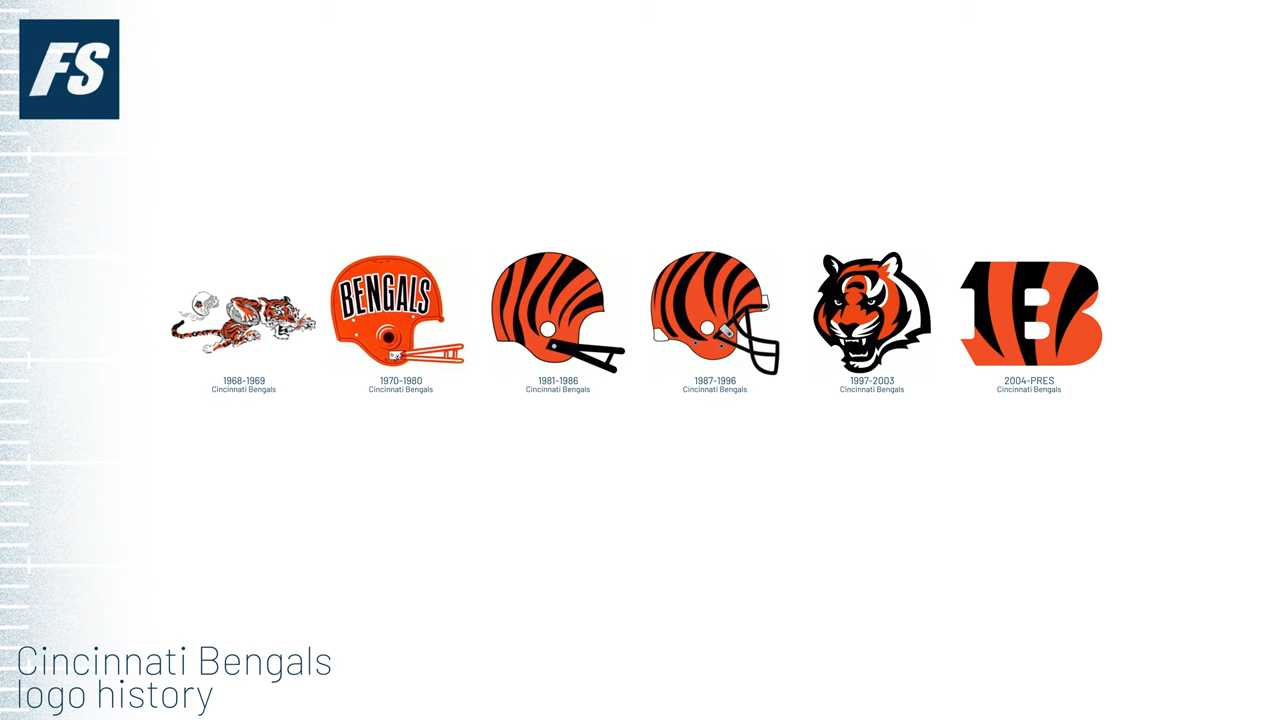 FS
BENGALS
1968-1969
Cincinnati Bengals
1970-1980
Cincinnati Bengals
1981-1986
Cincinnati Bengals
1987-1996
Cincinnati Bengals
1997-2003
Cincinnati Bengals
2004-PRES
Cincinnati Bengals
B
Cincinnati Bengals
logo history